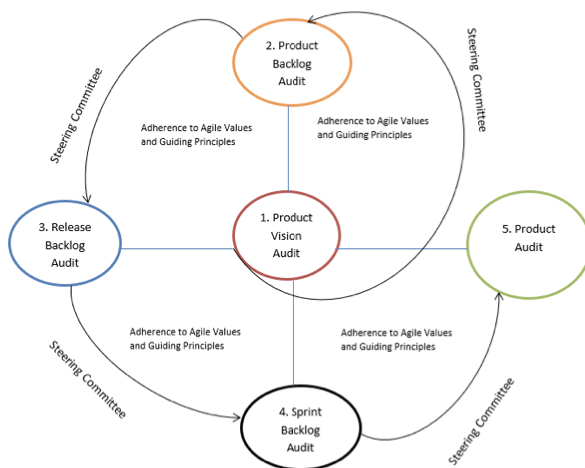 2. Product
Backlog
Audit
Steering Committee
Steering Committee
Adherence to Agile Values
and Guiding Principles
Adherence to Agile Values
and Guiding Principles
3. Release
Backlog
Audit
1. Product
Vision
Audit
5. Product
Audit
Adherence to Agile Values
and Guiding Principles
Adherence to Agile Values
and Guiding Principles
Steering Committee
4. Sprint
Backlog
Audit
Steering Committee